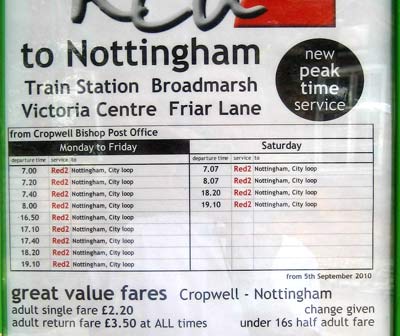 Red
to Nottingham
Train Station Broadmarsh
Victoria Centre Friar Lane
new
peak
time
service
from Cropwell Bishop Post Office
Monday to Friday
Saturday
departure time service to
departure time service to
7.00 Red2 Nottingham, City loop
7.07 Red2 Nottingham, City loop
7.20 Red2 Nottingham, City loop
8.07 Red2 Nottingham, City loop
7.40 Red2 Nottingham, City loop
18.20 Red2 Nottingham, City loop
8.00 Red2 Nottingham, City loop
19.10 Red2 Nottingham, City loop
16.50 Red2 Nottingham, City loop
17.10 Red2 Nottingham, City loop
17.40 Red2 Nottingham, City loop
18.20 Red2 Nottingham, City loop
19.10 Red2 Nottingham, City loop
from 5th September 2010
great value fares Cropwell - Nottingham
adult single fare £2.20 change given
adult return fare £3.50 at ALL times under 16s half adult fare